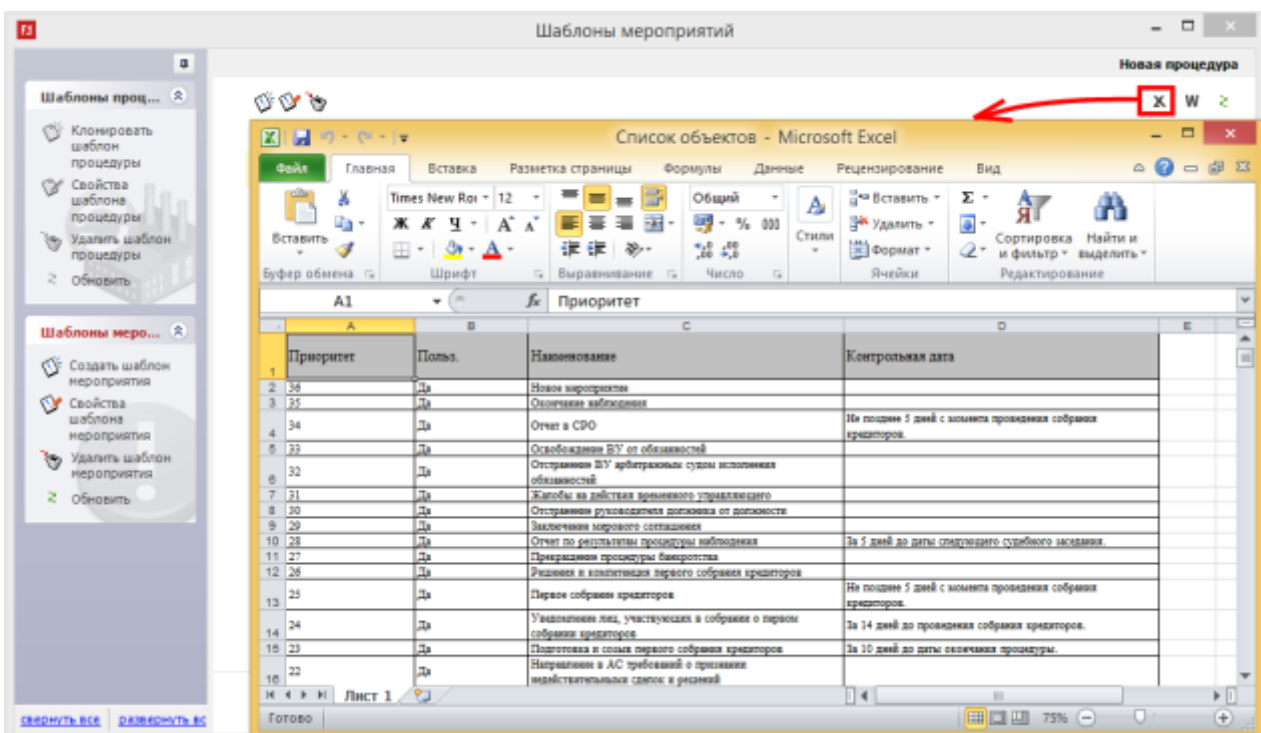 Шаблоны мероприятий
Новая процедура
Шаблоны проц...
Клонировать
шаблон
процедуры
Свойства
шаблона
процедуры
Удалить шаблон
процедуры
Обновить
Шаблоны меро...
Создать шаблон
мероприятия
Свойства
шаблона
мероприятия
Удалить шаблон
мероприятия
Обновить
свернуть все развернуть вс
X W
Список объектов - Microsoft Excel
Файл Главная Вставка Разметка страницы Формулы Данные Рецензирование Вид
Вставить
Буфер обмена
Times New Ror 12
Ж К Ч А А
Шрифт
Выравнивание
Общий
% 000
Число
Стили
Вставить
Удалить
Формат
Ячейки
Σ
Сортировка
и фильтр
Найти и
выделить
Редактирование
A1 fx Приоритет
A B C D E
1 Приоритет Польз. Наименование Контрольная дата
2 36 Да Новое мероприятие
3 35 Да Окончание наблюдения
4 34 Да Отчет в СРО Не позднее 5 дней с момента проведения собрания
кредиторов.
5 33 Да Освобождение ВУ от обязанностей
6 32 Да Отстранение ВУ арбитражным судом исполнения
обязанностей
7 31 Да Жалобы на действия временного управляющего
8 30 Да Отстранение руководителя должника от должности
9 29 Да Заключение мирового соглашения
10 28 Да Отчет по результатам процедуры наблюдения За 5 дней до даты следующего судебного заседания.
11 27 Да Прекращение процедуры банкротства
12 26 Да Решения и компетенция первого собрания кредиторов
13 25 Да Первое собрание кредиторов Не позднее 5 дней с момента проведения собрания
кредиторов.
14 24 Да Уведомление лиц, участвующих в собрании о первом
собрании кредиторов За 14 дней до проведения собрания кредиторов.
15 23 Да Подготовка и созыв первого собрания кредиторов За 10 дней до даты окончания процедуры.
16 22 Да Направление в АС требований о признании
недействительными сделок и решений
Лист 1
Готово 75%